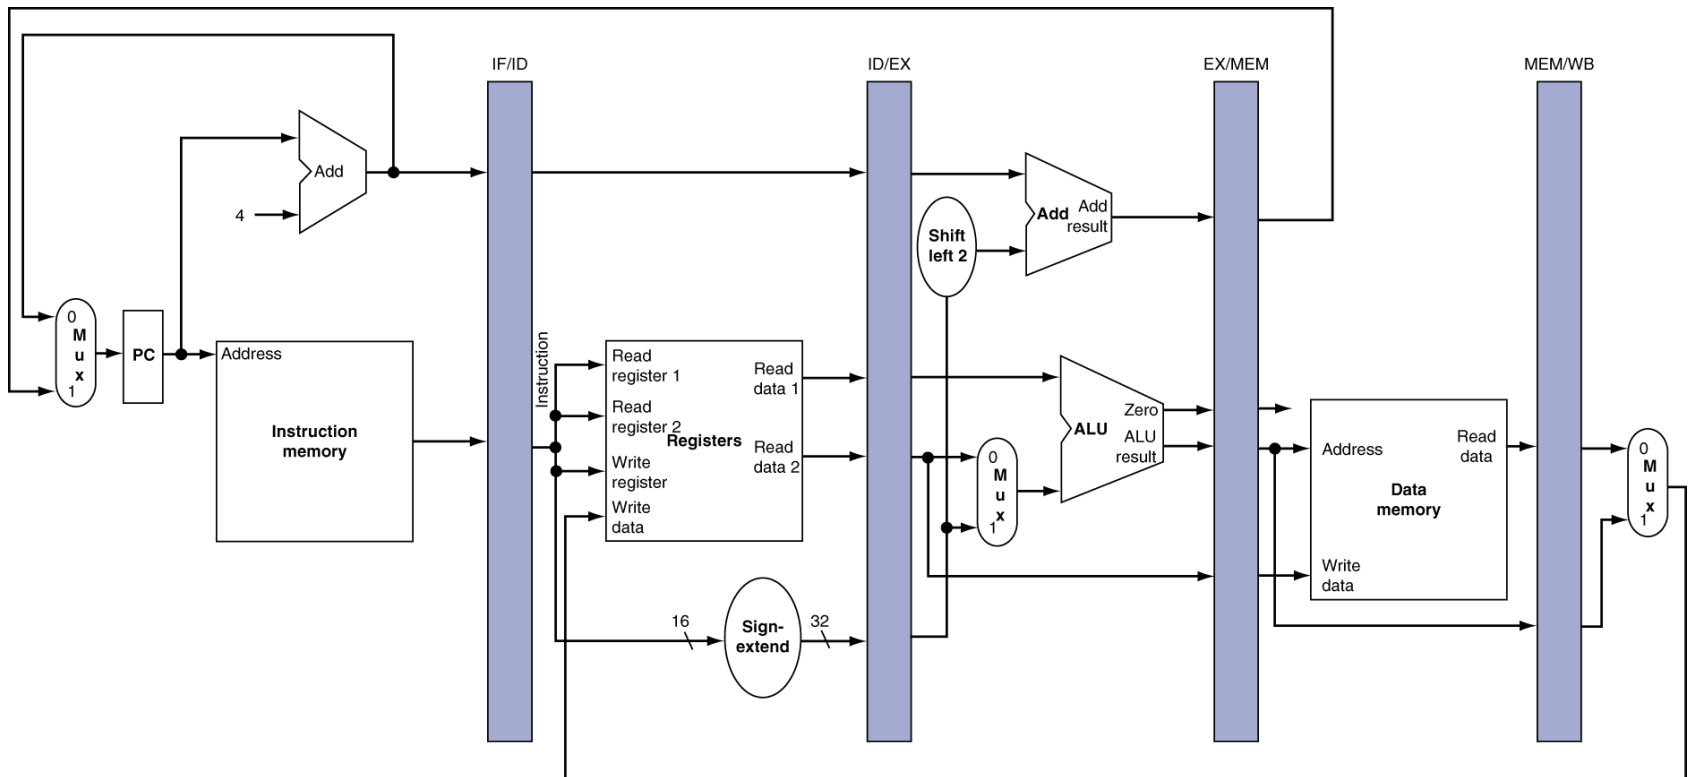 IF/ID
ID/EX
EX/MEM
MEM/WB
Add
4
0
M
u
x
1
PC
Address
Instruction
memory
Instruction
Read
register 1
Read
register 2
Registers
Write
register
Write
data
Read
data 1
Read
data 2
16
Sign-
extend
32
Shift
left 2
Add
Add
result
0
M
u
x
1
ALU
Zero
ALU
result
Address
Read
data
Data
memory
Write
data
0
M
u
x
1